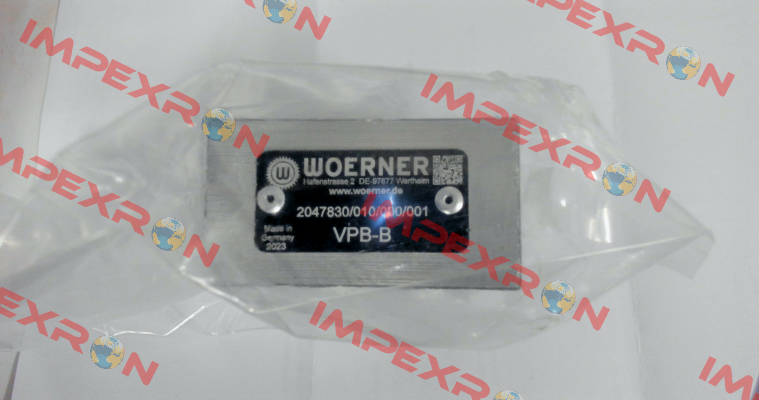 WOERNER
Hafenstrasse 2 DE-97877 Wertheim
www.woerner.de
2047830/010/000/001
Made in
Germany
2023
VPB-B
IMPEXRON
IMPEXRON
IMPEXRON
IMPEXRON
IMPEXRON
IMPEXRON
IMPEXRON
IMPEXRON